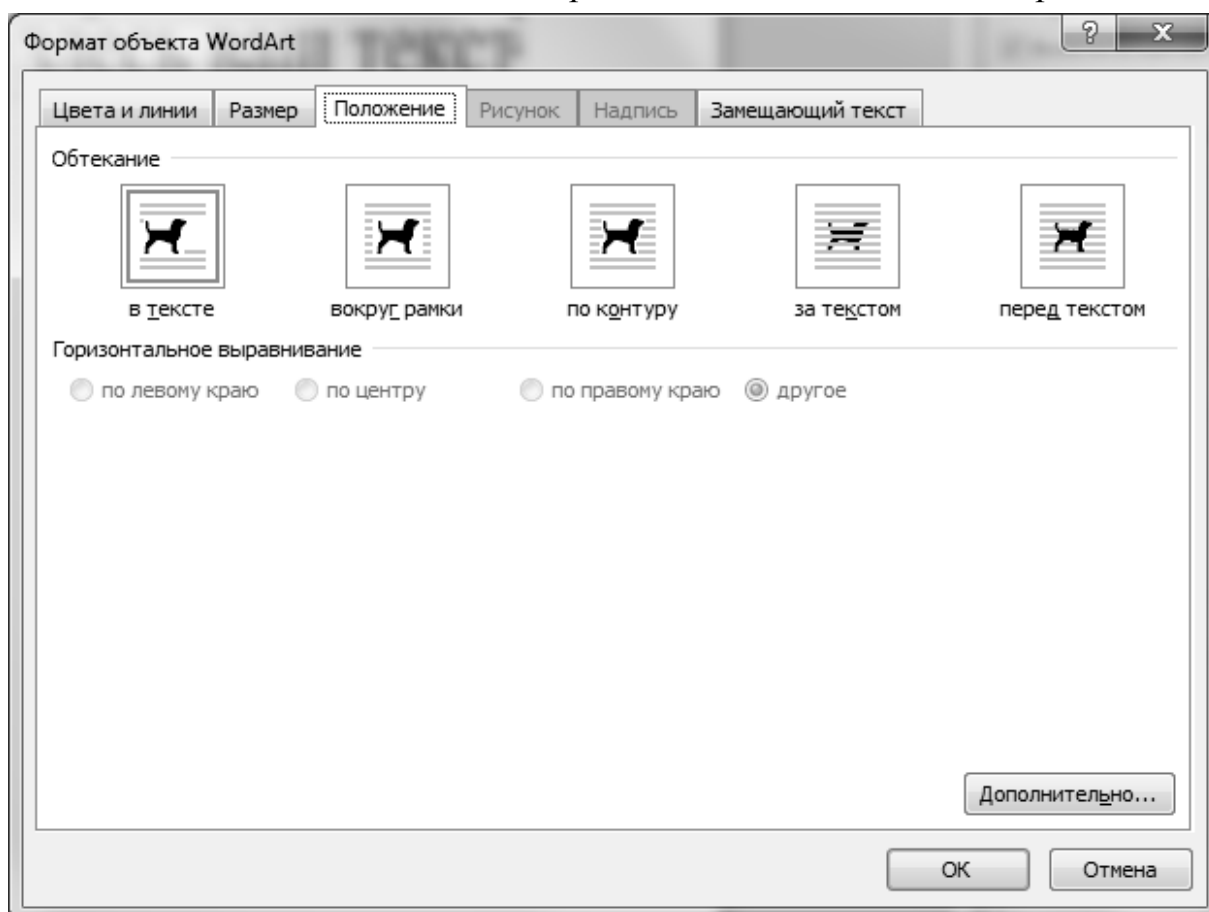 Формат объекта WordArt
Цвета и линии Размер Положение Рисунок Надпись Замещающий текст
Обтекание
в тексте вокруг рамки по контуру за текстом перед текстом
Горизонтальное выравнивание
по левому краю по центру по правому краю другое
Дополнительно...
ОК Отмена